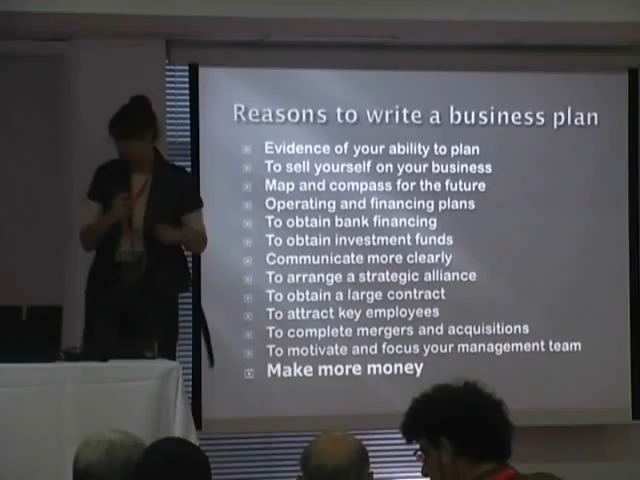 Reasons to write a business plan
Evidence of your ability to plan
To sell yourself on your business
Map and compass for the future
Operating and financing plans
To obtain bank financing
To obtain investment funds
Communicate more clearly
To arrange a strategic alliance
To obtain a large contract
To attract key employees
To complete mergers and acquisitions
To motivate and focus your management team
Make more money